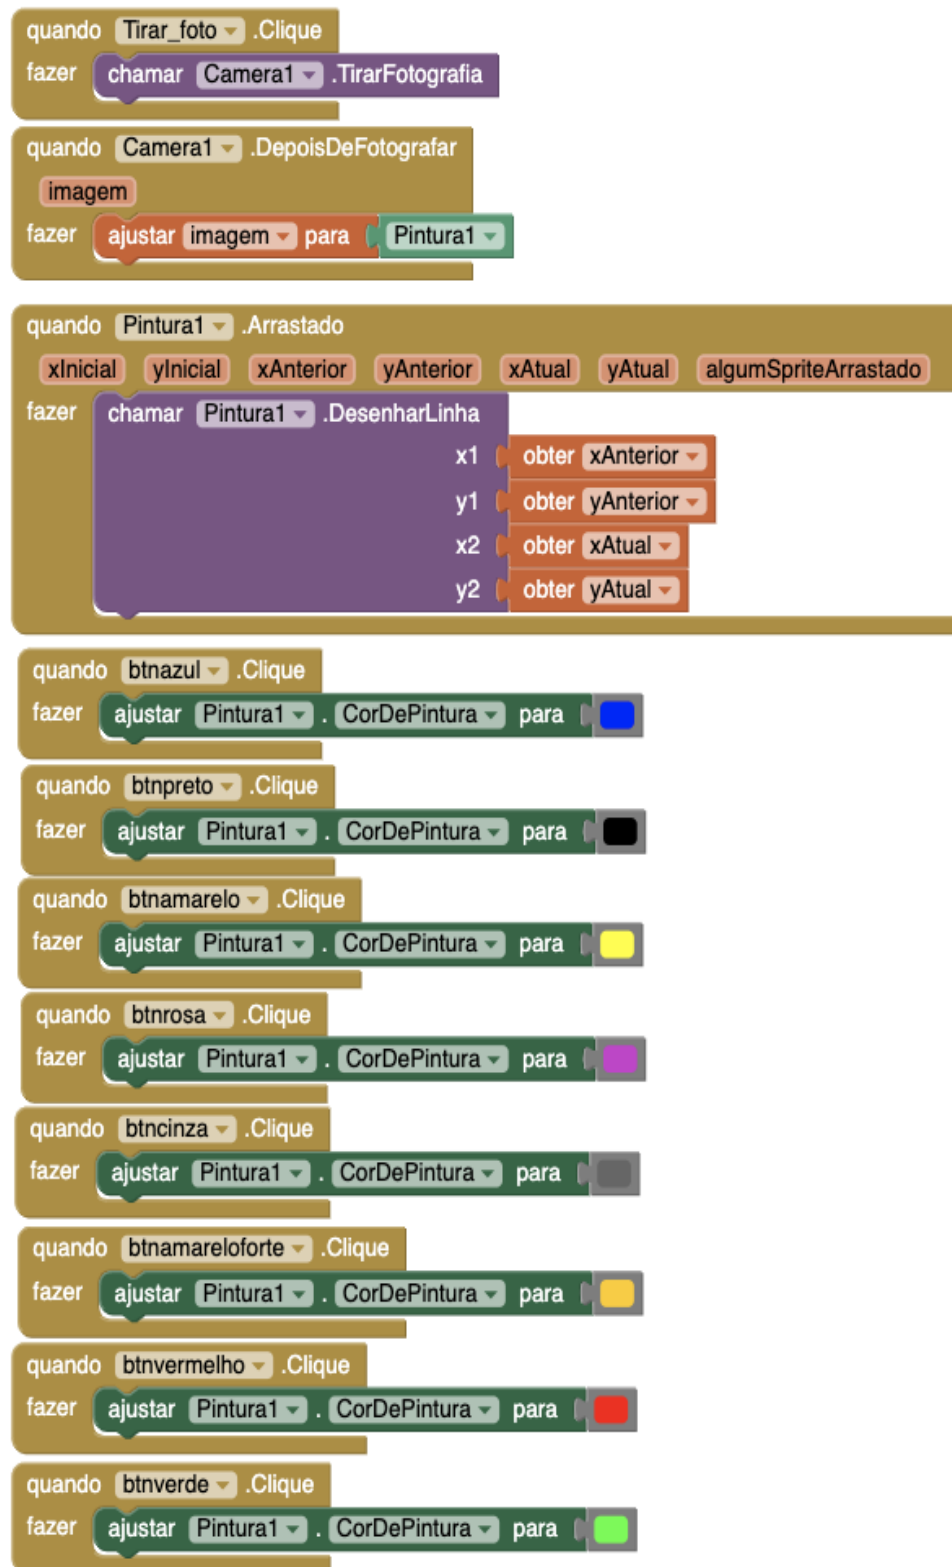 quando Tirar_foto .Clique
fazer chamar Camera1 .TirarFotografia
quando Camera1 .DepoisDeFotografar
imagem
fazer ajustar imagem para Pintura1
quando Pintura1 .Arrastado
xInicial yInicial xAnterior yAnterior xAtual yAtual algumSpriteArrastado
fazer chamar Pintura1 .DesenharLinha
x1 obter xAnterior
y1 obter yAnterior
x2 obter xAtual
y2 obter yAtual
quando btnazul .Clique
fazer ajustar Pintura1 . CorDePintura para
quando btnpreto .Clique
fazer ajustar Pintura1 . CorDePintura para
quando btnamarelo .Clique
fazer ajustar Pintura1 . CorDePintura para
quando btnrosa .Clique
fazer ajustar Pintura1 . CorDePintura para
quando btncinza .Clique
fazer ajustar Pintura1 . CorDePintura para
quando btnamareloforte .Clique
fazer ajustar Pintura1 . CorDePintura para
quando btnvermelho .Clique
fazer ajustar Pintura1 . CorDePintura para
quando btnverde .Clique
fazer ajustar Pintura1 . CorDePintura para